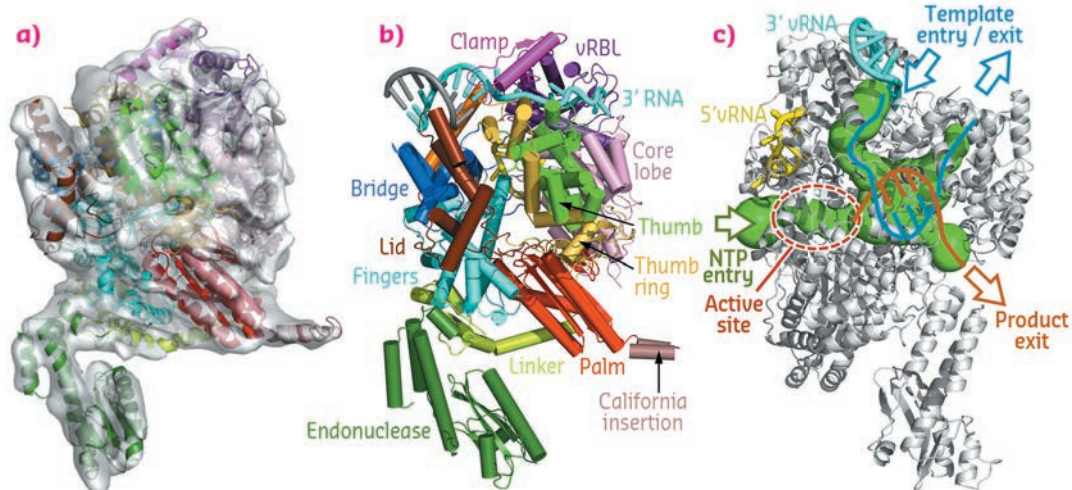 a)
b)
Clamp
vRBL
3' RNA
Core
lobe
Bridge
Thumb
Lid
Fingers
Thumb
ring
Linker
Palm
California
insertion
Endonuclease
c)
3' vRNA
Template
entry / exit
5'vRNA
NTP
entry
Active
site
Product
exit